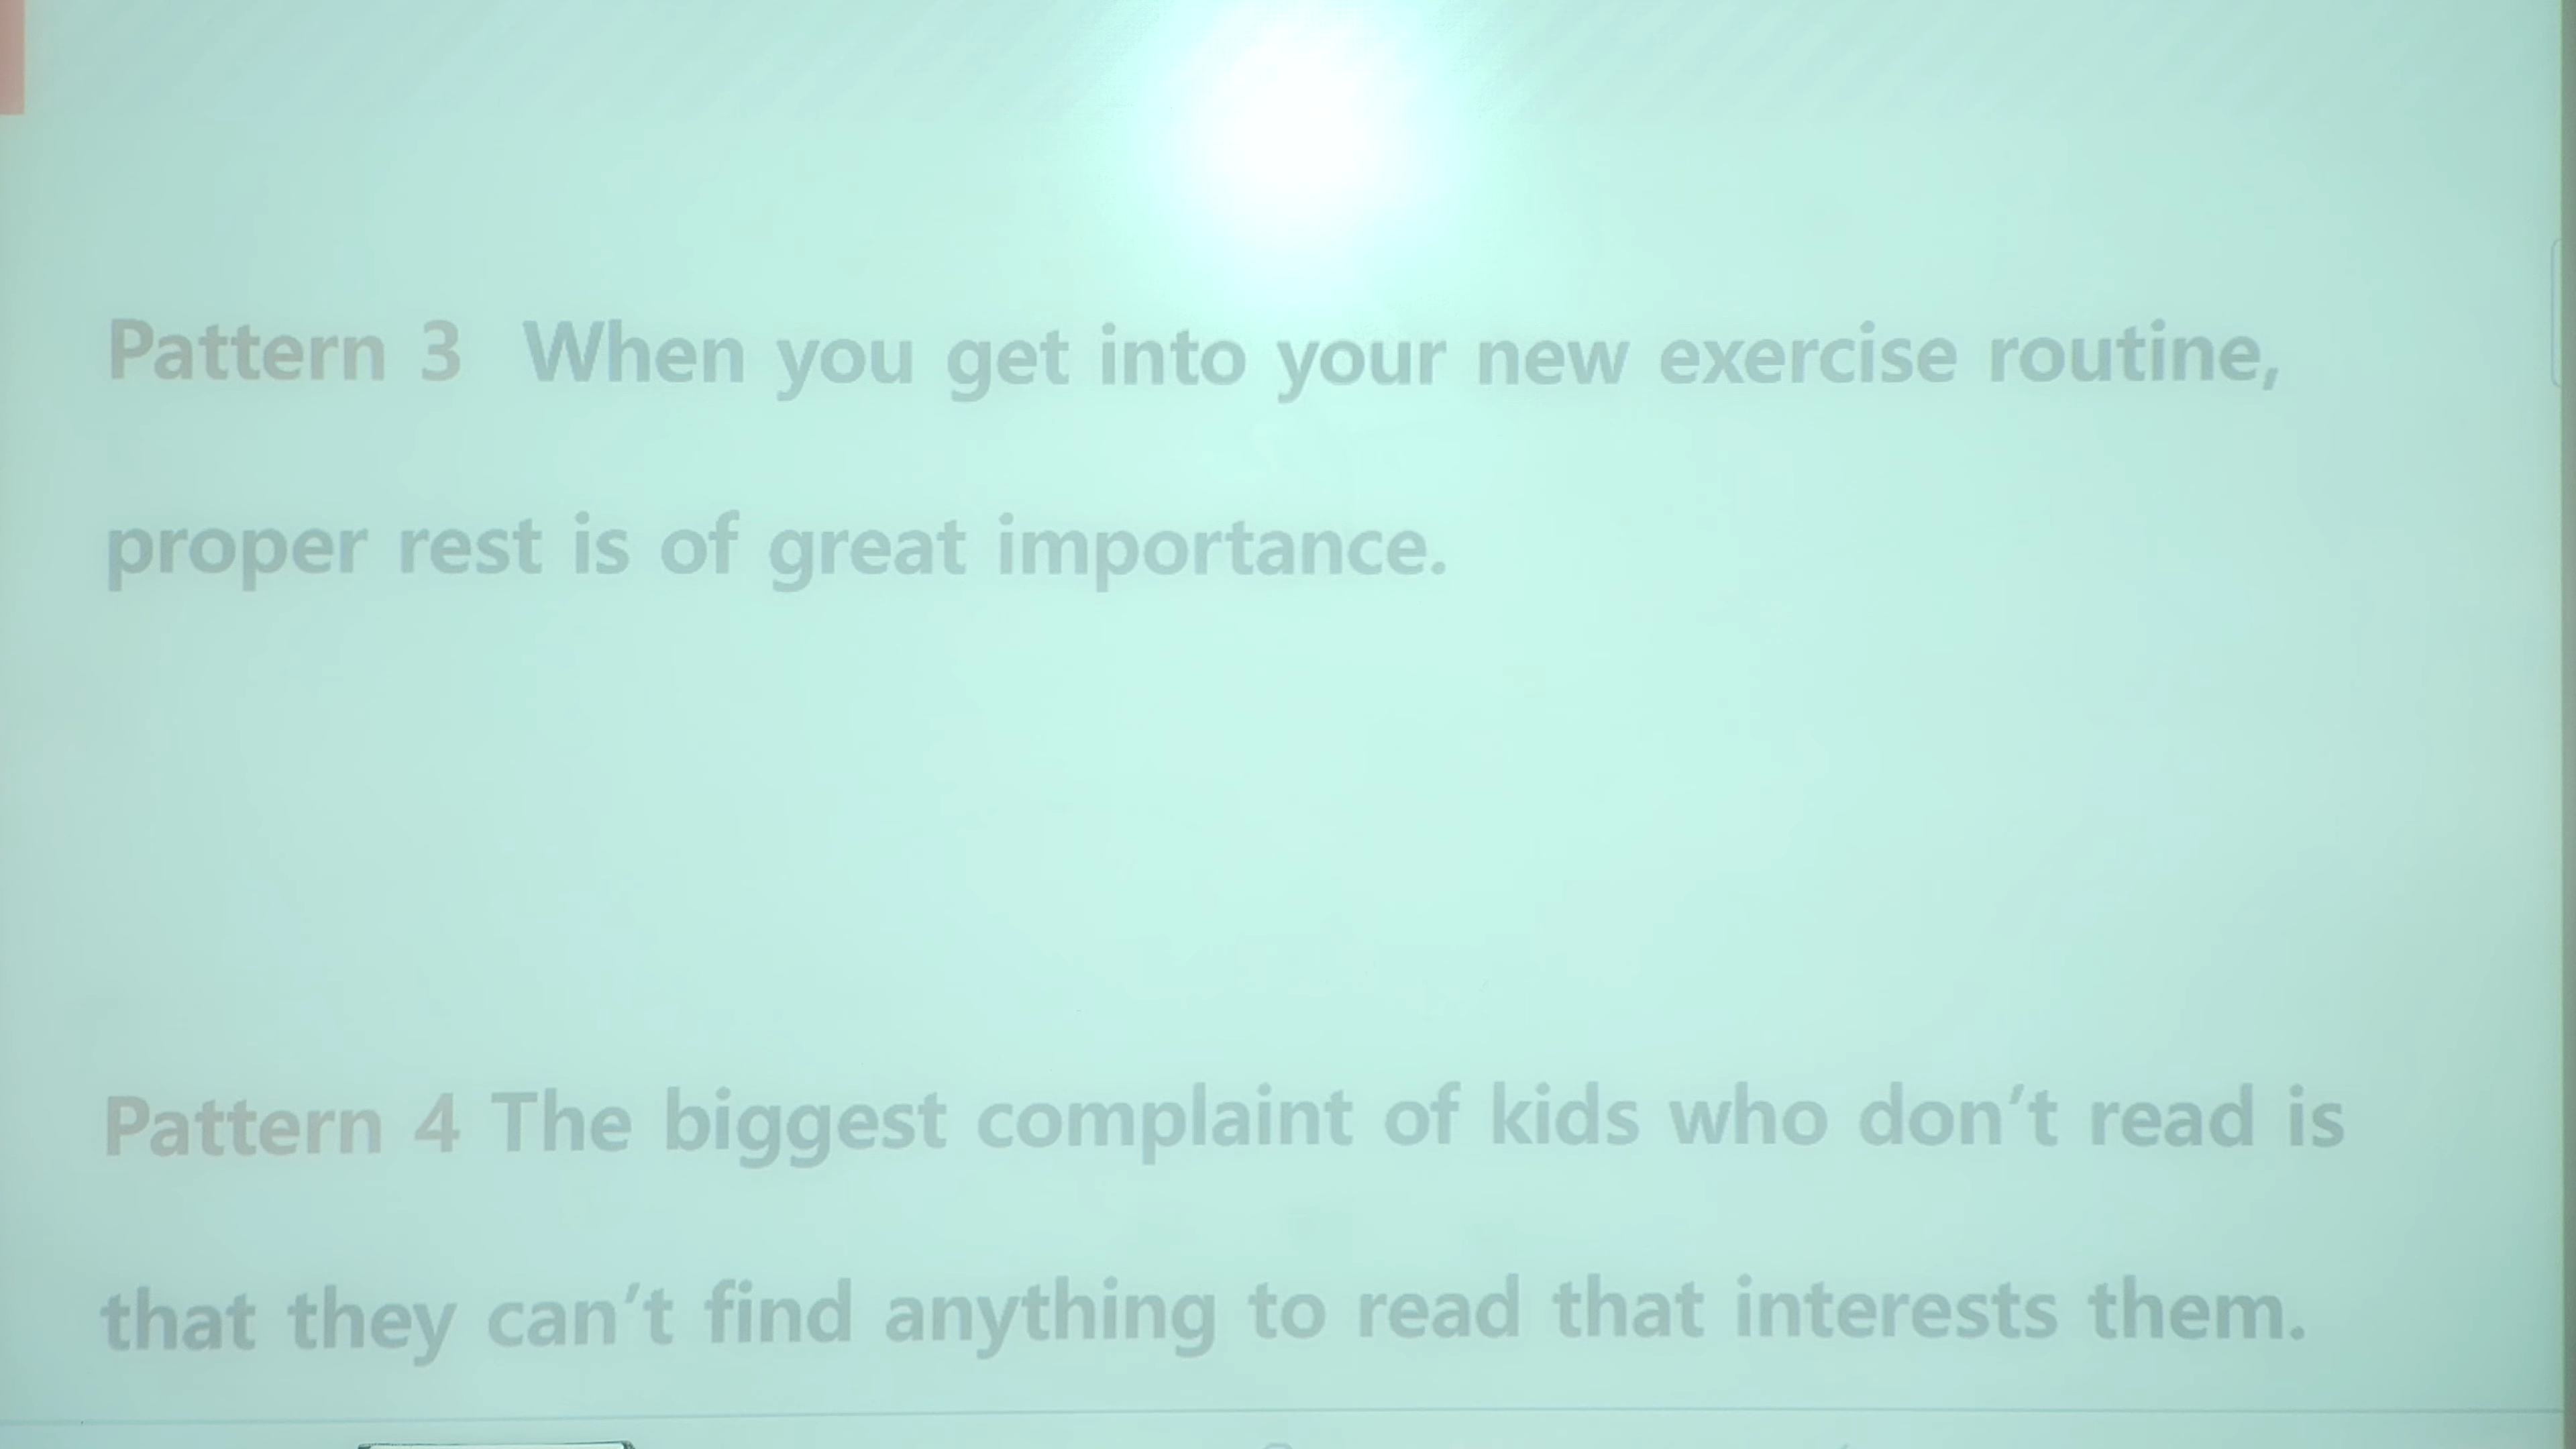 Pattern 3 When you get into your new exercise routine,
proper rest is of great importance.
Pattern 4 The biggest complaint of kids who don’t read is
that they can’t find anything to read that interests them.